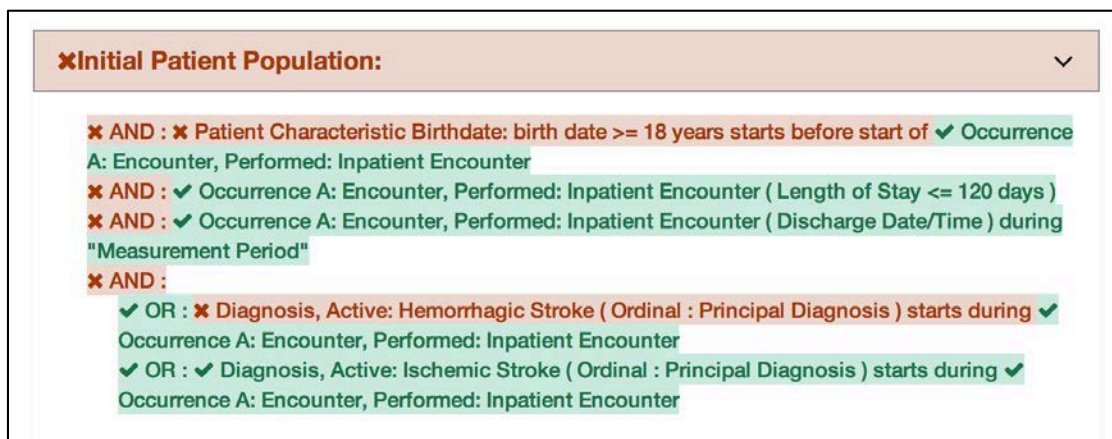 ✖Initial Patient Population:
✖ AND : ✖ Patient Characteristic Birthdate: birth date >= 18 years starts before start of ✔ Occurrence
A: Encounter, Performed: Inpatient Encounter
✖ AND : ✔ Occurrence A: Encounter, Performed: Inpatient Encounter ( Length of Stay <= 120 days )
✖ AND : ✔ Occurrence A: Encounter, Performed: Inpatient Encounter ( Discharge Date/Time ) during
"Measurement Period"
✖ AND :
✔ OR : ✖ Diagnosis, Active: Hemorrhagic Stroke ( Ordinal : Principal Diagnosis ) starts during ✔
Occurrence A: Encounter, Performed: Inpatient Encounter
✔ OR : ✔ Diagnosis, Active: Ischemic Stroke ( Ordinal : Principal Diagnosis ) starts during ✔
Occurrence A: Encounter, Performed: Inpatient Encounter